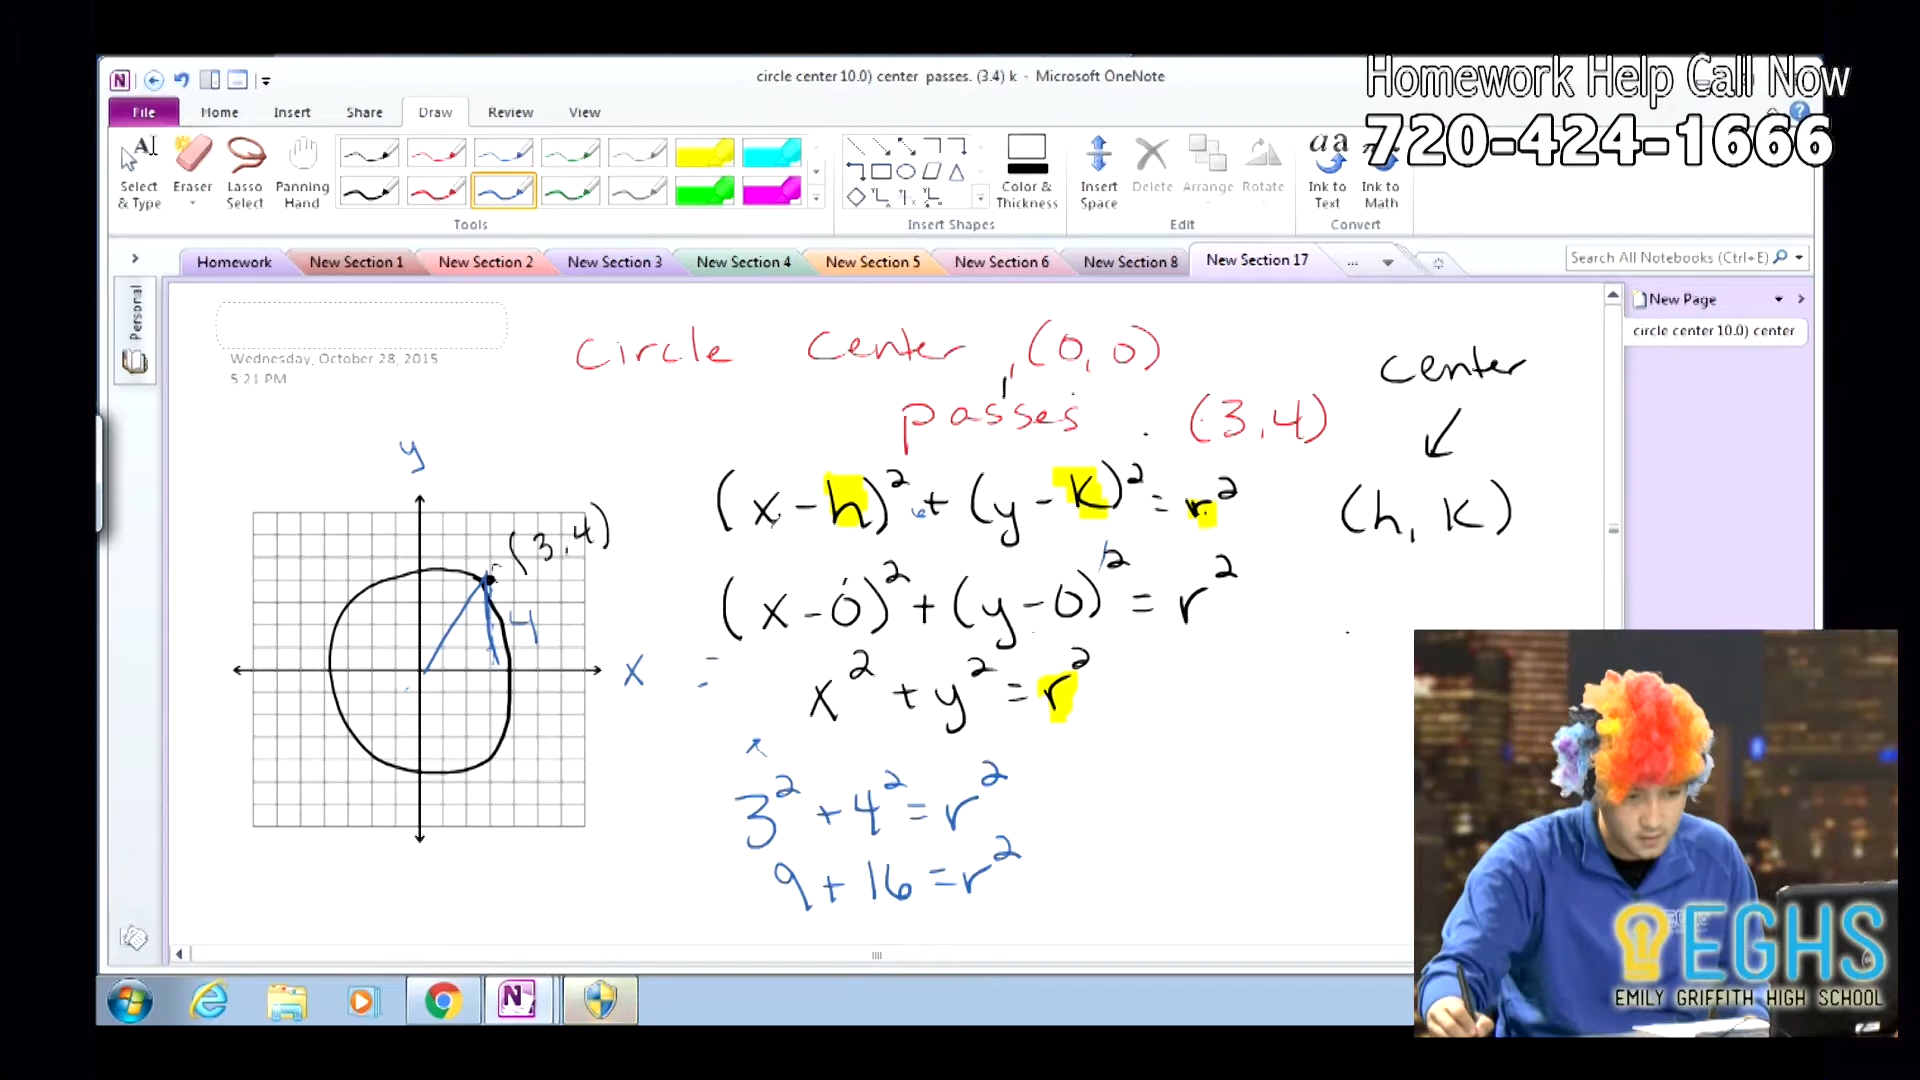 circle center 10.0) center passes. (3.4) k - Microsoft OneNote
Homework Help Call Now
720-424-1666
File Home Insert Share Draw Review View
Select & Type
Eraser
Lasso Select
Panning Hand
Color & Thickness
Insert Space
Delete
Arrange
Rotate
Ink to Text
Ink to Math
Tools
Insert Shapes
Edit
Convert
Homework New Section 1 New Section 2 New Section 3 New Section 4 New Section 5 New Section 6 New Section 8 New Section 17 ...
Search All Notebooks (Ctrl+E)
Personal
New Page
circle center 10.0) center
Wednesday, October 28, 2015
5:21 PM
circle center, (0,0)
passes (3,4)
center
(h, k)
(x-h)²+(y-k)²=r²
(x-0)²+(y-0)²=r²
x²+y²=r²
3²+4²=r²
9+16=r²
y
(3,4)
4
x
=
EGHS
EMILY GRIFFITH HIGH SCHOOL